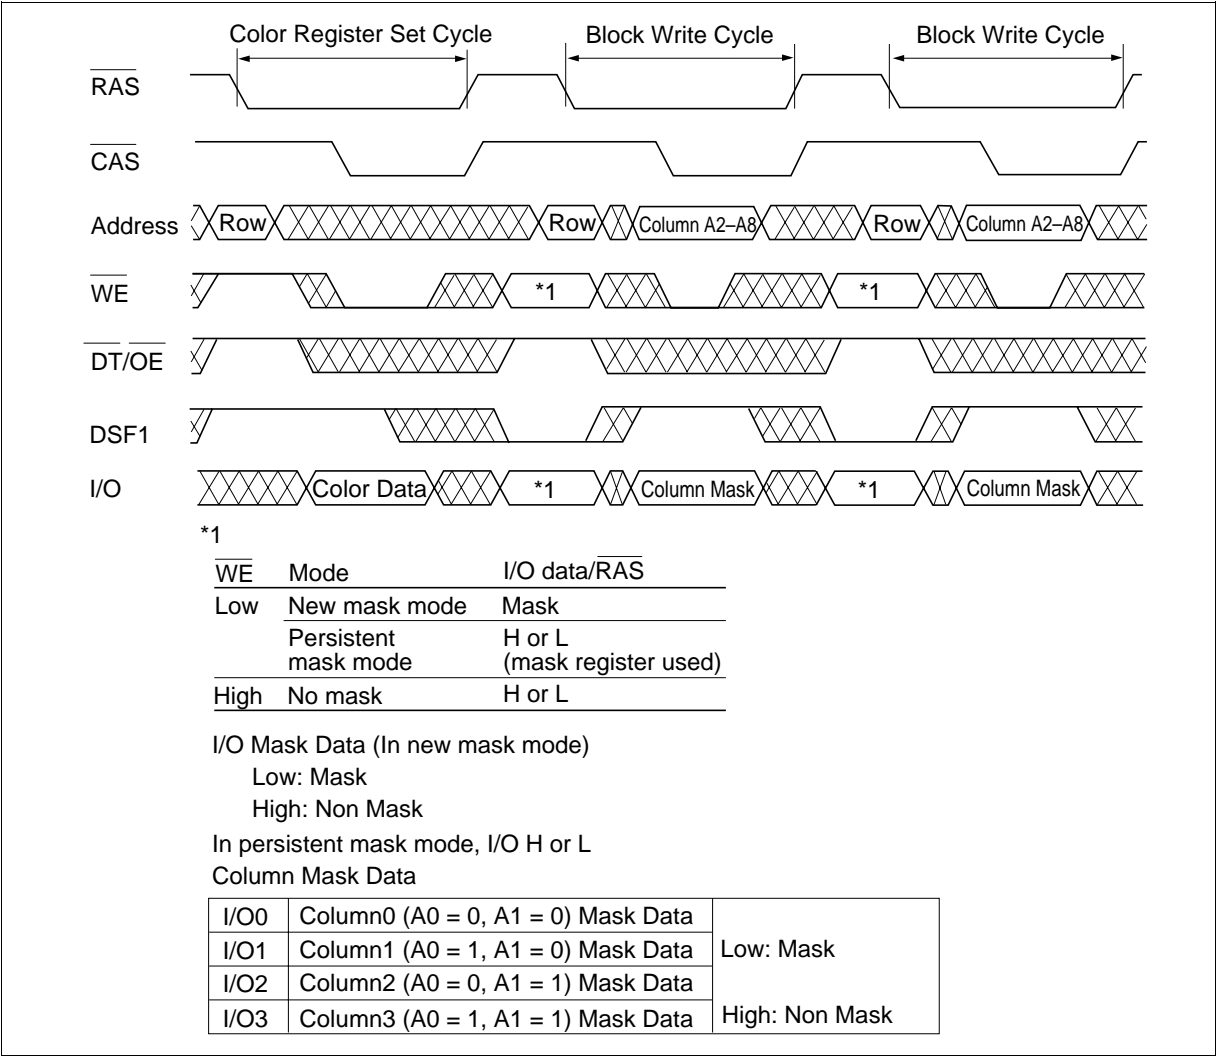 Color Register Set Cycle Block Write Cycle Block Write Cycle
RAS
CAS
Address Row Row Column A2–A8 Row Column A2–A8
WE *1 *1
DT/OE
DSF1
I/O Color Data *1 Column Mask *1 Column Mask
*1
WE Mode I/O data/RAS
Low New mask mode Mask
Persistent H or L
mask mode (mask register used)
High No mask H or L
I/O Mask Data (In new mask mode)
Low: Mask
High: Non Mask
In persistent mask mode, I/O H or L
Column Mask Data
I/O0 Column0 (A0 = 0, A1 = 0) Mask Data
I/O1 Column1 (A0 = 1, A1 = 0) Mask Data Low: Mask
I/O2 Column2 (A0 = 0, A1 = 1) Mask Data
I/O3 Column3 (A0 = 1, A1 = 1) Mask Data High: Non Mask